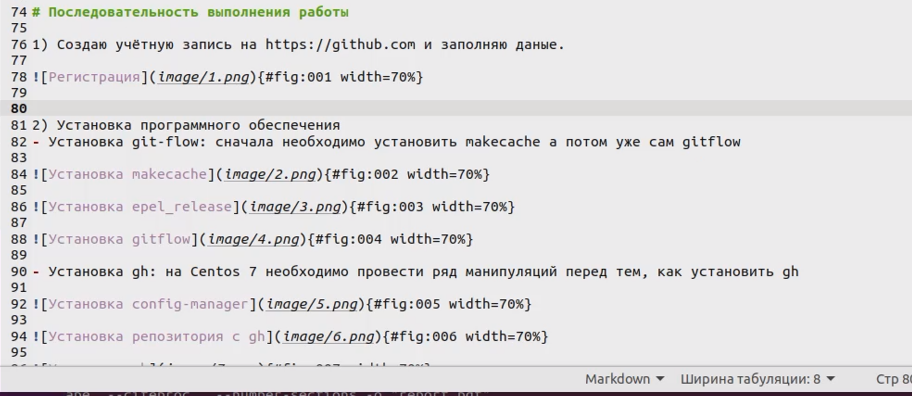 74 # Последовательность выполнения работы
75
76 1) Создаю учётную запись на https://github.com и заполняю даные.
77
78 ![Регистрация](image/1.png){#fig:001 width=70%}
79
80
81 2) Установка программного обеспечения
82 - Установка git-flow: сначала необходимо установить makecache а потом уже сам gitflow
83
84 ![Установка makecache](image/2.png){#fig:002 width=70%}
85
86 ![Установка epel_release](image/3.png){#fig:003 width=70%}
87
88 ![Установка gitflow](image/4.png){#fig:004 width=70%}
89
90 - Установка gh: на Centos 7 необходимо провести ряд манипуляций перед тем, как установить gh
91
92 ![Установка config-manager](image/5.png){#fig:005 width=70%}
93
94 ![Установка репозитория с gh](image/6.png){#fig:006 width=70%}
95
Markdown Ширина табуляции: 8 Стр 80